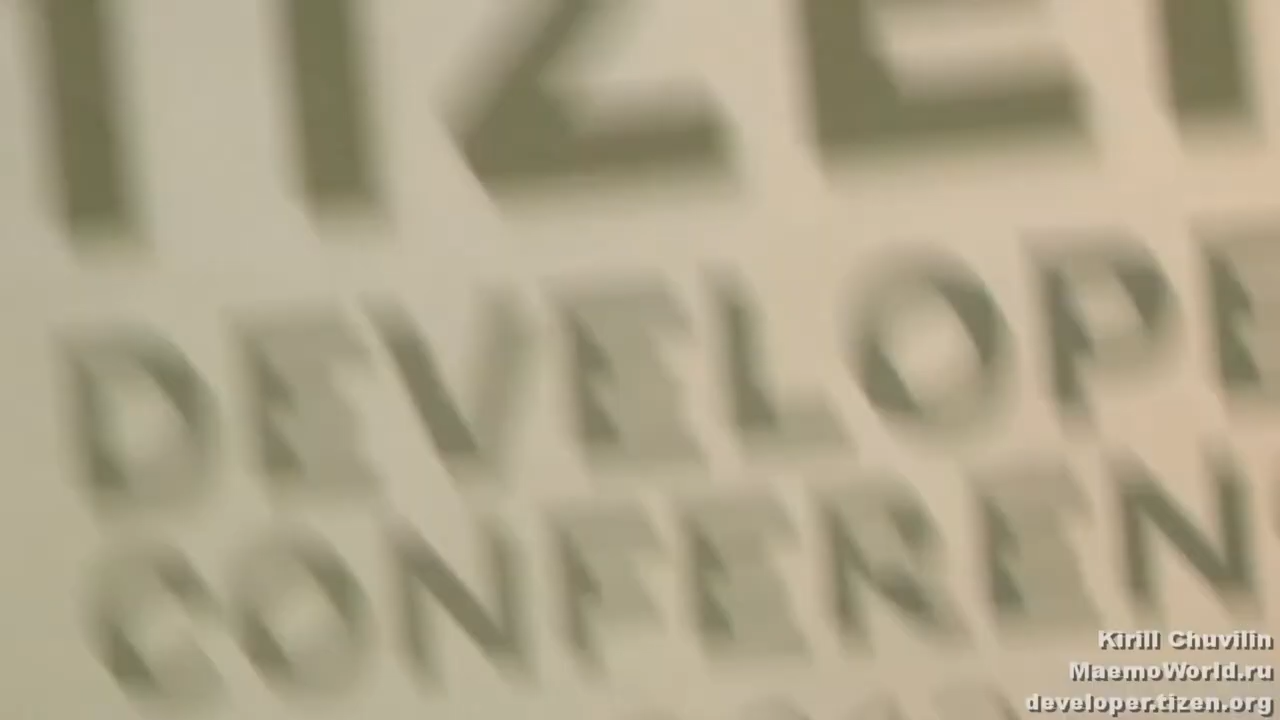 TIZEN
DEVELOPE
CONFEREN
Kirill Chuvilin
MaemoWorld.ru
developer.tizen.org